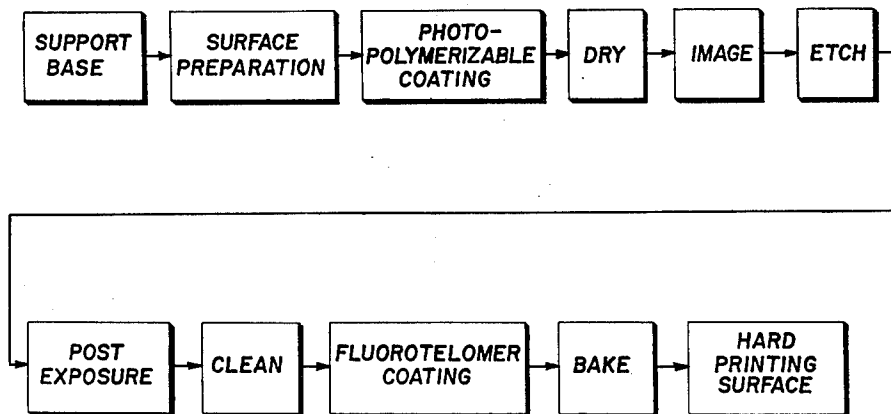 SUPPORT
BASE
SURFACE
PREPARATION
PHOTO-
POLYMERIZABLE
COATING
DRY
IMAGE
ETCH
POST
EXPOSURE
CLEAN
FLUOROTELOMER
COATING
BAKE
HARD
PRINTING
SURFACE